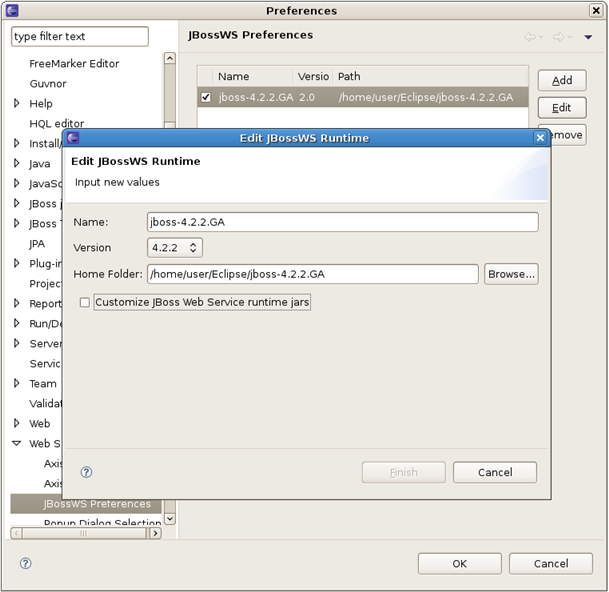 Preferences
type filter text
JBossWS Preferences
FreeMarker Editor
Guvnor
Help
HQL editor
Install/
Java
JavaSc
JBoss j
JBoss T
JPA
Plug-in
Project
Report
Run/De
Server
Servic
Team
Validat
Web
Web S
Axis
Axis
JBossWS Preferences
Popup Dialog Selection
Name Versio Path
jboss-4.2.2.GA 2.0 /home/user/Eclipse/jboss-4.2.2.GA
Add
Edit
emove
Edit JBossWS Runtime
Edit JBossWS Runtime
Input new values
Name: jboss-4.2.2.GA
Version 4.2.2
Home Folder: /home/user/Eclipse/jboss-4.2.2.GA Browse...
Customize JBoss Web Service runtime jars
? Finish Cancel
? OK Cancel